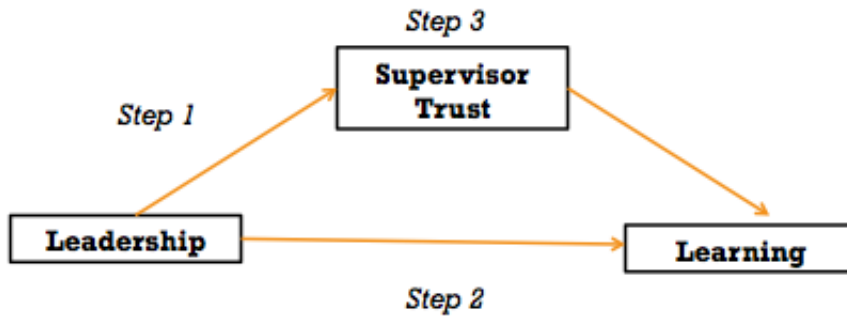 Step 3
Supervisor
Trust
Step 1
Leadership
Learning
Step 2